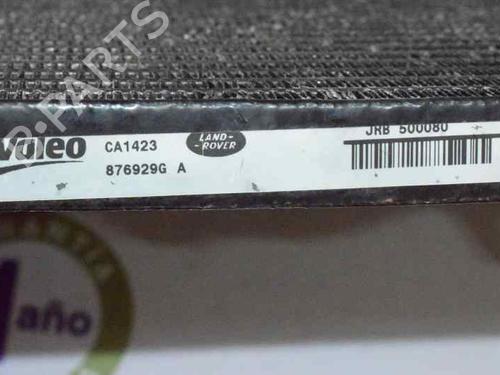 PARTS
Valeo
CA1423
876929G A
LAND-
-ROVER
JRB 500080
año